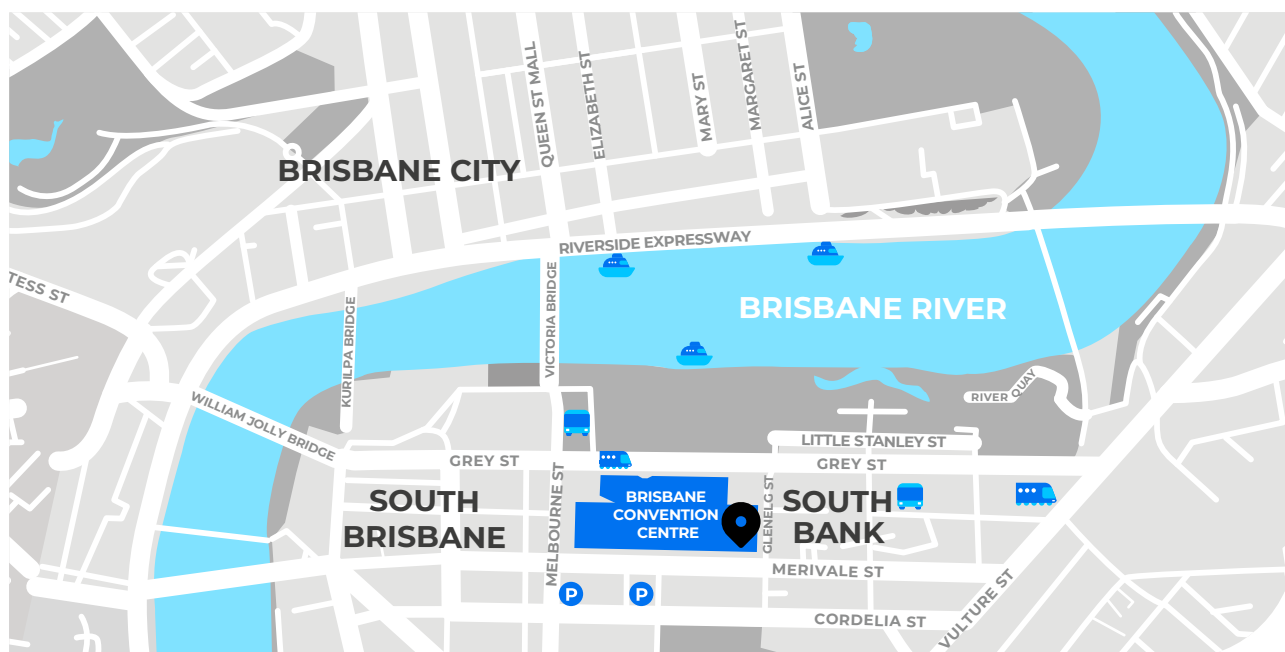 QUEEN ST MALL
ELIZABETH ST
MARY ST
MARGARET ST
ALICE ST
BRISBANE CITY
RIVERSIDE EXPRESSWAY
TESS ST
KURILPA BRIDGE
VICTORIA BRIDGE
BRISBANE RIVER
WILLIAM JOLLY BRIDGE
RIVER QUAY
LITTLE STANLEY ST
GREY ST
GREY ST
SOUTH
BRISBANE
MELBOURNE ST
BRISBANE
CONVENTION
CENTRE
GLENELG ST
SOUTH
BANK
MERIVALE ST
P
P
CORDELIA ST
VULTURE ST